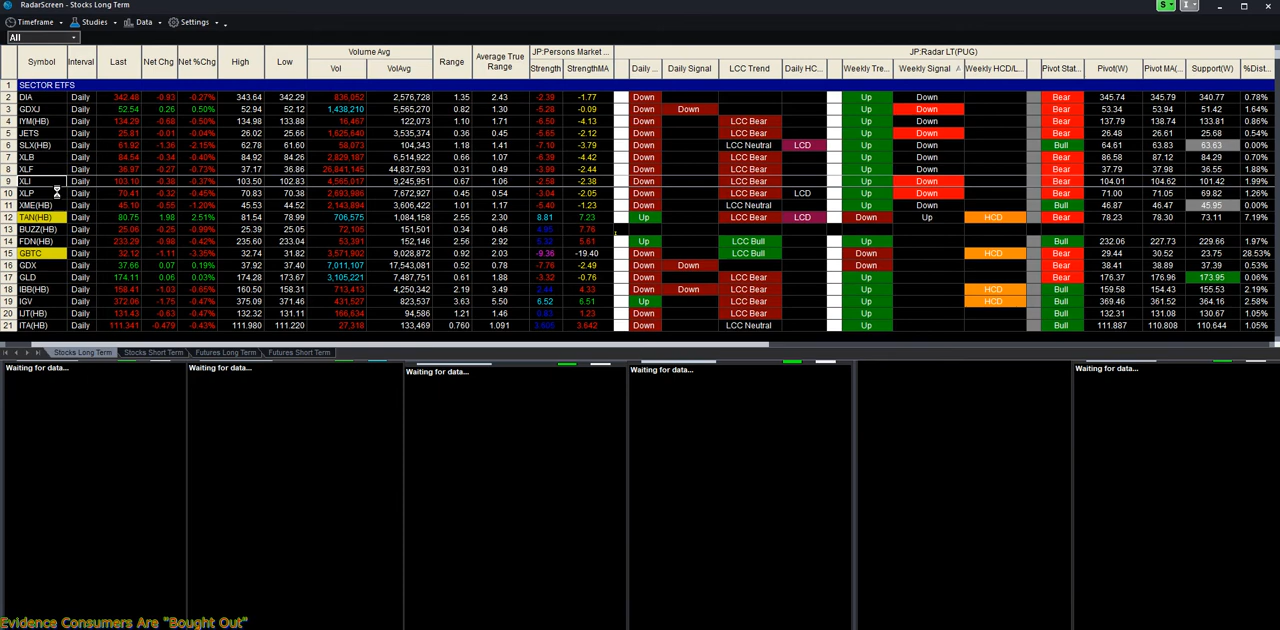 RadarScreen - Stocks Long Term
S I
Timeframe Studies Data Settings
All
Volume Avg JP:Persons Market ... JP:Radar LT(PUG)
Symbol Interval Last Net Chg Net %Chg High Low Vol VolAvg Range Average True Range Strength StrengthMA Daily ... Daily Signal LCC Trend Daily HC... Weekly Tre... Weekly Signal Weekly HCD/L... Pivot Stat... Pivot(W) Pivot MA(... Support(W) %Dist...
1 SECTOR ETFS
2 DIA Daily 342.48 -0.93 -0.27% 343.64 342.29 836,052 2,576,728 1.35 2.43 -2.39 -1.77 Down Up Down Bear 345.74 345.79 340.77 0.78%
3 GDXJ Daily 52.54 0.26 0.50% 52.94 52.12 1,438,210 5,565,270 0.82 1.30 -5.28 -0.09 Down Down Up Down Bear 53.34 53.94 51.42 1.64%
4 IYM(HB) Daily 134.29 -0.68 -0.50% 134.98 133.88 16,467 122,073 1.10 1.71 -6.50 -4.13 Down LCC Bear Up Down Bear 137.79 138.74 133.81 0.86%
5 JETS Daily 25.81 -0.01 -0.04% 26.02 25.66 1,625,640 3,535,374 0.36 0.45 -5.65 -2.12 Down LCC Bear Up Down Bear 26.48 26.61 25.68 0.54%
6 SLX(HB) Daily 61.92 -1.36 -2.15% 62.78 61.60 58,073 104,321 1.18 1.41 -7.10 -3.79 Down LCC Neutral LCD Up Down Bull 63.61 63.83 63.63 0.00%
7 XLB Daily 84.54 -0.34 -0.40% 84.92 84.26 2,829,187 6,514,922 0.66 1.07 -6.39 -4.42 Down LCC Bear Up Down Bear 86.58 87.12 84.29 0.70%
8 XLF Daily 36.97 -0.27 -0.73% 37.17 36.86 26,841,145 44,837,593 0.31 0.49 -3.99 -2.44 Down LCC Bear Up Down Bear 37.79 37.98 36.55 1.88%
9 XLI Daily 103.10 -0.38 -0.37% 103.50 102.83 4,565,017 9,245,951 0.67 1.06 -2.58 -2.38 Down LCC Bear Up Down Bear 104.01 104.62 101.42 1.99%
10 XLP Daily 70.41 -0.32 -0.45% 70.83 70.38 2,693,986 7,672,927 0.45 0.54 -3.04 -2.05 Down LCC Bear LCD Up Down Bear 71.00 71.05 69.82 1.26%
11 XME(HB) Daily 45.10 -0.55 -1.20% 45.53 44.52 2,143,894 3,606,422 1.01 1.17 -5.40 -1.23 Down LCC Bear Up Down Bull 46.87 46.47 45.95 0.00%
12 TAN(HB) Daily 80.75 1.98 2.51% 81.54 78.99 706,575 1,084,158 2.55 2.30 8.81 7.23 Up LCC Bear LCD Down Up HCD Bear 76.23 78.30 73.11 7.19%
13 BUZZ(HB) Daily 25.06 -0.25 -0.99% 25.39 25.05 72,105 151,501 0.34 0.46 4.95 7.76
14 FDN(HB) Daily 233.29 -0.98 -0.42% 235.60 233.04 53,391 152,146 2.56 2.92 6.32 5.61 Up LCC Bull Up Bull 232.06 227.73 229.66 1.97%
15 GBTC Daily 32.12 -1.11 -3.35% 32.74 31.82 3,571,902 9,028,872 0.92 2.03 -9.36 -19.40 LCC Bull Down HCD Bear 29.44 30.52 23.75 28.53%
16 GDX Daily 37.66 0.07 0.19% 37.92 37.40 7,011,107 17,543,081 0.52 0.78 -7.76 -2.49 Down Down Down Bear 38.41 38.89 37.39 0.53%
17 GLD Daily 174.11 0.06 0.03% 174.28 173.67 3,105,221 7,487,751 0.61 1.88 -3.32 -0.76 Down LCC Bear Up Bear 176.37 176.96 173.95 0.06%
18 IBB(HB) Daily 158.41 -1.03 -0.65% 160.50 158.31 713,413 4,250,342 2.19 3.49 2.44 4.33 Down Down LCC Bear Up HCD Bull 159.58 154.43 155.53 2.19%
19 IGV Daily 372.06 -1.75 -0.47% 375.09 371.46 431,527 823,537 3.63 5.50 6.52 6.51 Up LCC Bear Up HCD Bull 369.46 361.52 364.16 2.58%
20 IJT(HB) Daily 131.43 -0.63 -0.47% 132.32 131.11 166,634 94,586 1.21 1.46 0.83 1.23 Down LCC Bear Up Bull 132.31 131.08 130.67 1.05%
21 ITA(HB) Daily 111.341 -0.479 -0.43% 111.980 111.220 27,318 133,469 0.760 1.091 3.605 3.642 Down LCC Neutral Up Bull 111.887 110.808 110.644 1.05%
Stocks Long Term Stocks Short Term Futures Long Term Futures Short Term
Waiting for data... Waiting for data... Waiting for data... Waiting for data... Waiting for data...
Evidence Consumers Are "Bought Out"